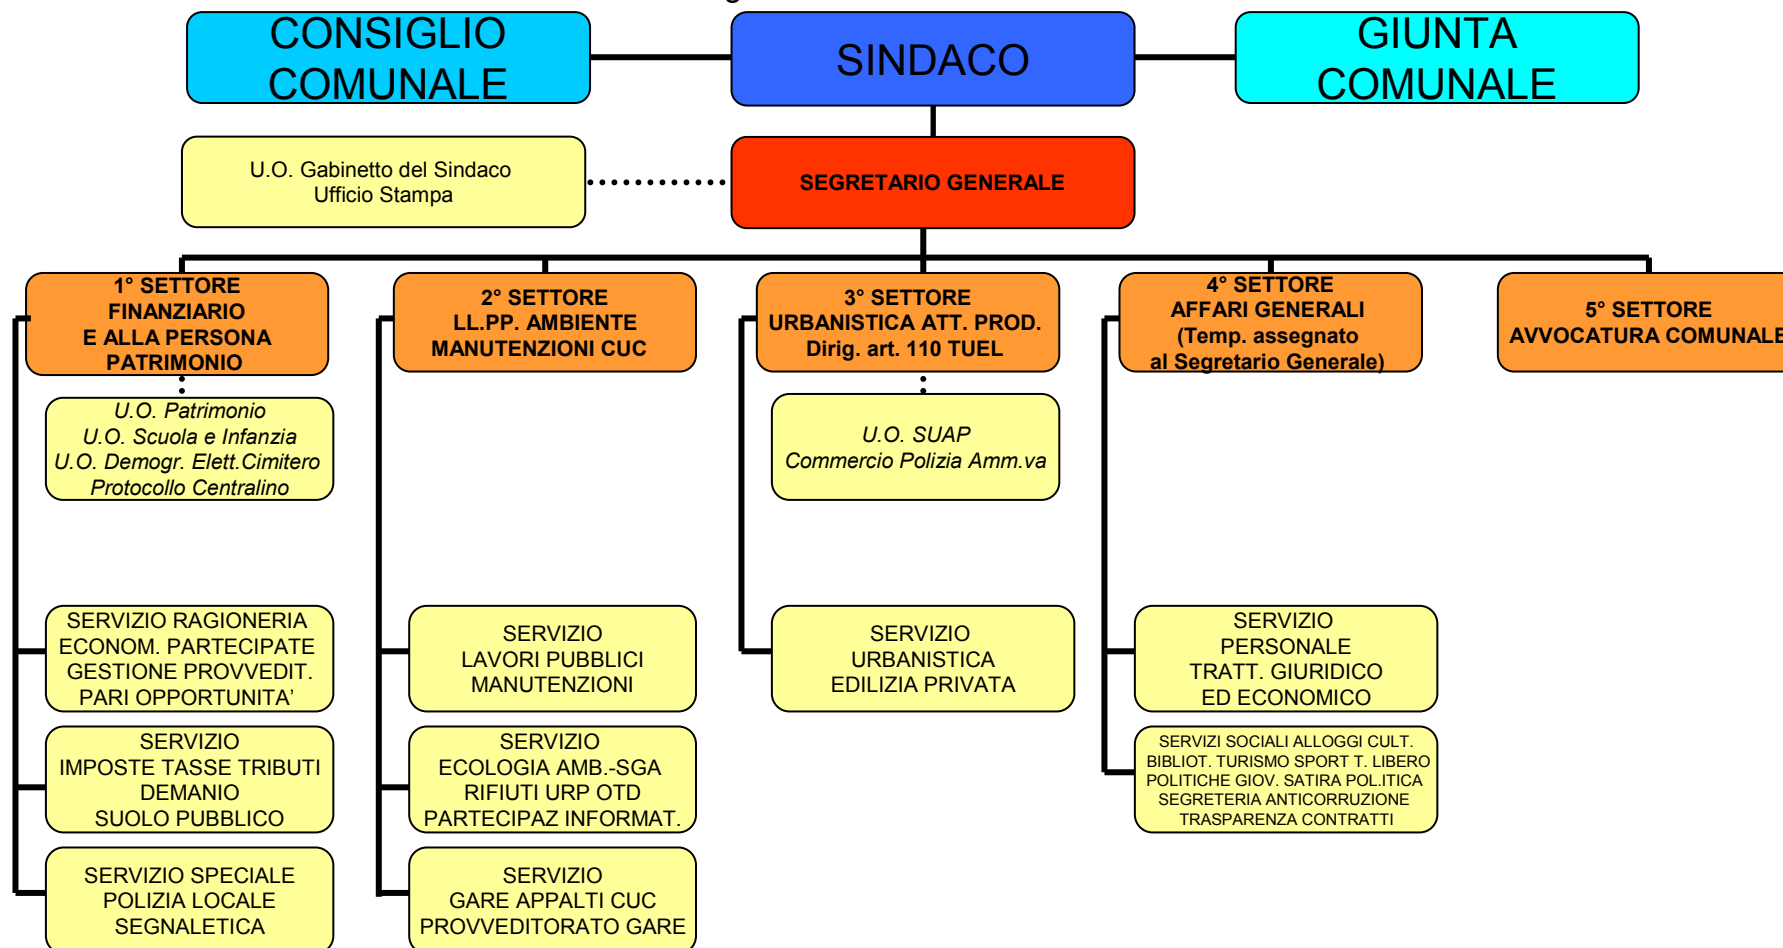 CONSIGLIO
COMUNALE
SINDACO
GIUNTA
COMUNALE
U.O. Gabinetto del Sindaco
Ufficio Stampa
SEGRETARIO GENERALE
1° SETTORE
FINANZIARIO
E ALLA PERSONA
PATRIMONIO
2° SETTORE
LL.PP. AMBIENTE
MANUTENZIONI CUC
3° SETTORE
URBANISTICA ATT. PROD.
Dirig. art. 110 TUEL
4° SETTORE
AFFARI GENERALI
(Temp. assegnato
al Segretario Generale)
5° SETTORE
AVVOCATURA COMUNALE
U.O. Patrimonio
U.O. Scuola e Infanzia
U.O. Demogr. Elett.Cimitero
Protocollo Centralino
U.O. SUAP
Commercio Polizia Amm.va
SERVIZIO RAGIONERIA
ECONOM. PARTECIPATE
GESTIONE PROVVEDIT.
PARI OPPORTUNITA’
SERVIZIO
LAVORI PUBBLICI
MANUTENZIONI
SERVIZIO
URBANISTICA
EDILIZIA PRIVATA
SERVIZIO
PERSONALE
TRATT. GIURIDICO
ED ECONOMICO
SERVIZIO
IMPOSTE TASSE TRIBUTI
DEMANIO
SUOLO PUBBLICO
SERVIZIO
ECOLOGIA AMB.-SGA
RIFIUTI URP OTD
PARTECIPAZ INFORMAT.
SERVIZI SOCIALI ALLOGGI CULT.
BIBLIOT. TURISMO SPORT T. LIBERO
POLITICHE GIOV. SATIRA POL.ITICA
SEGRETERIA ANTICORRUZIONE
TRASPARENZA CONTRATTI
SERVIZIO SPECIALE
POLIZIA LOCALE
SEGNALETICA
SERVIZIO
GARE APPALTI CUC
PROVVEDITORATO GARE